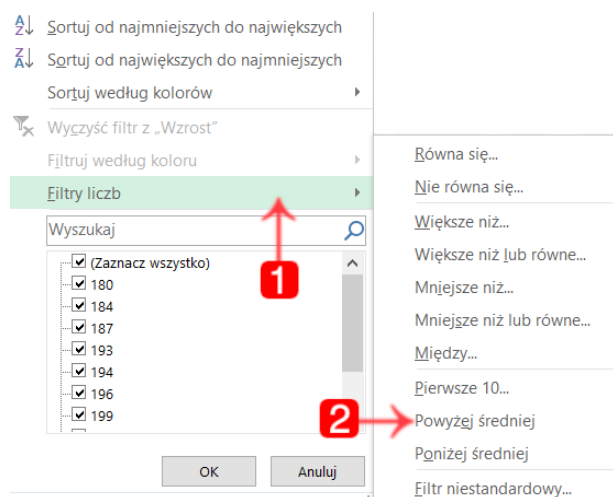 Sortuj od najmniejszych do największych
Sortuj od największych do najmniejszych
Sortuj według kolorów
Wyczyść filtr z „Wzrost”
Filtruj według koloru
Filtry liczb
Wyszukaj
(Zaznacz wszystko)
180
184
187
193
194
196
199
OK Anuluj
1
Równa się...
Nie równa się...
Większe niż...
Większe niż lub równe...
Mniejsze niż...
Mniejsze niż lub równe...
Między...
Pierwsze 10...
2
Powyżej średniej
Poniżej średniej
Filtr niestandardowy...